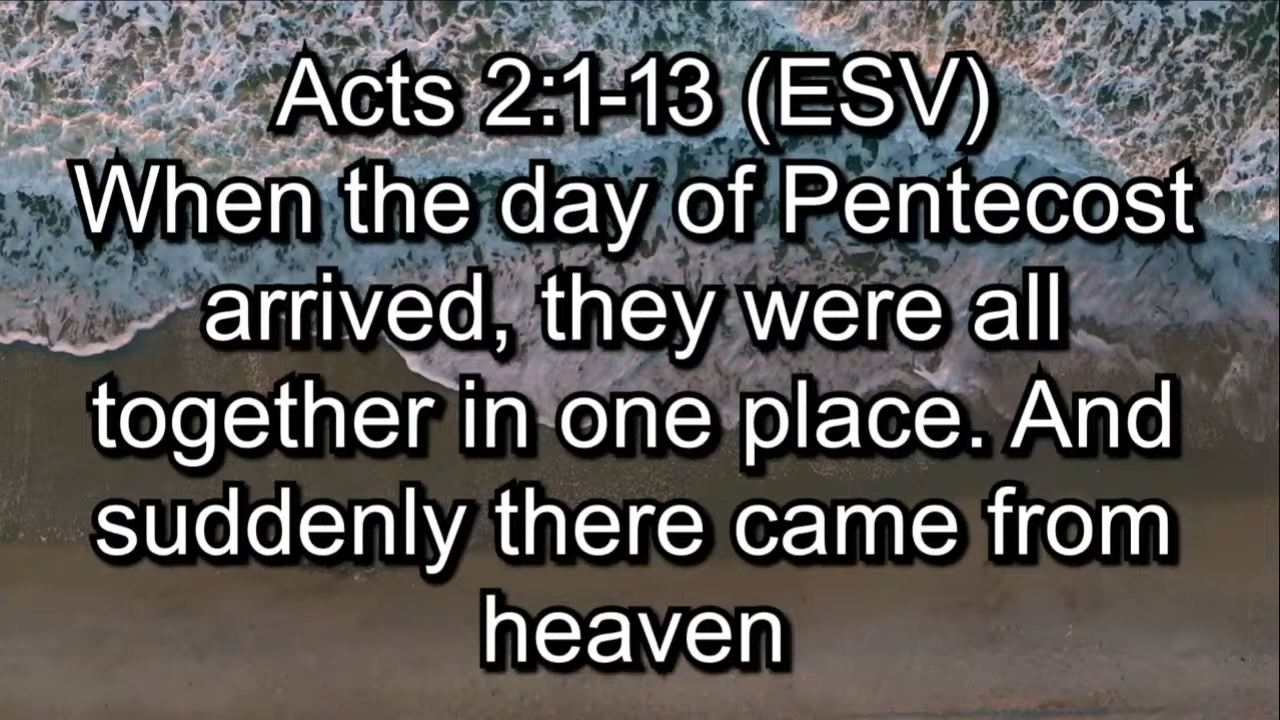 Acts 2:1-13 (ESV)
When the day of Pentecost
arrived, they were all
together in one place. And
suddenly there came from
heaven